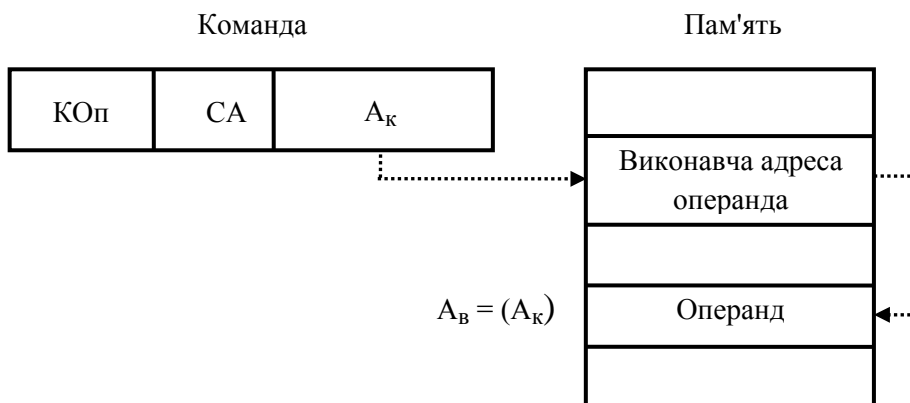 Команда
Пам'ять
КОп
СА
Ак
Виконавча адреса
операнда
Ав = (Ак)
Операнд